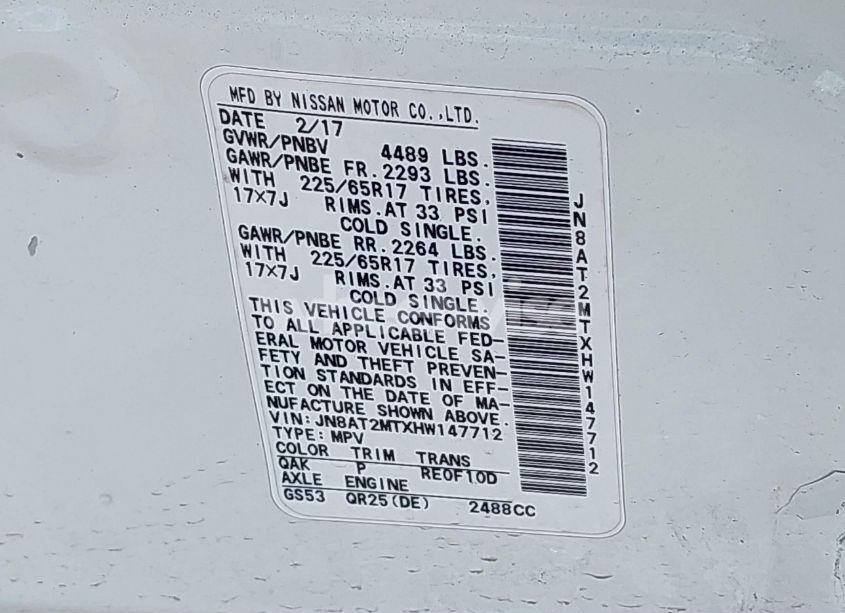 MFD BY NISSAN MOTOR CO.,LTD.
DATE 2/17
GVWR/PNBV 4489 LBS.
GAWR/PNBE FR. 2293 LBS.
WITH 225/65R17 TIRES,
17×7J RIMS.AT 33 PSI
COLD SINGLE.
GAWR/PNBE RR. 2264 LBS.
WITH 225/65R17 TIRES,
17×7J RIMS.AT 33 PSI
COLD SINGLE.
THIS VEHICLE CONFORMS
TO ALL APPLICABLE FED-
ERAL MOTOR VEHICLE SA-
FETY AND THEFT PREVEN-
TION STANDARDS IN EFF-
ECT ON THE DATE OF MA-
NUFACTURE SHOWN ABOVE.
VIN: JN8AT2MTXHW147712
TYPE: MPV
COLOR TRIM TRANS
QAK P RE0F10D
AXLE ENGINE
GS53 QR25(DE) 2488CC
JN8AT2MTXHW147712